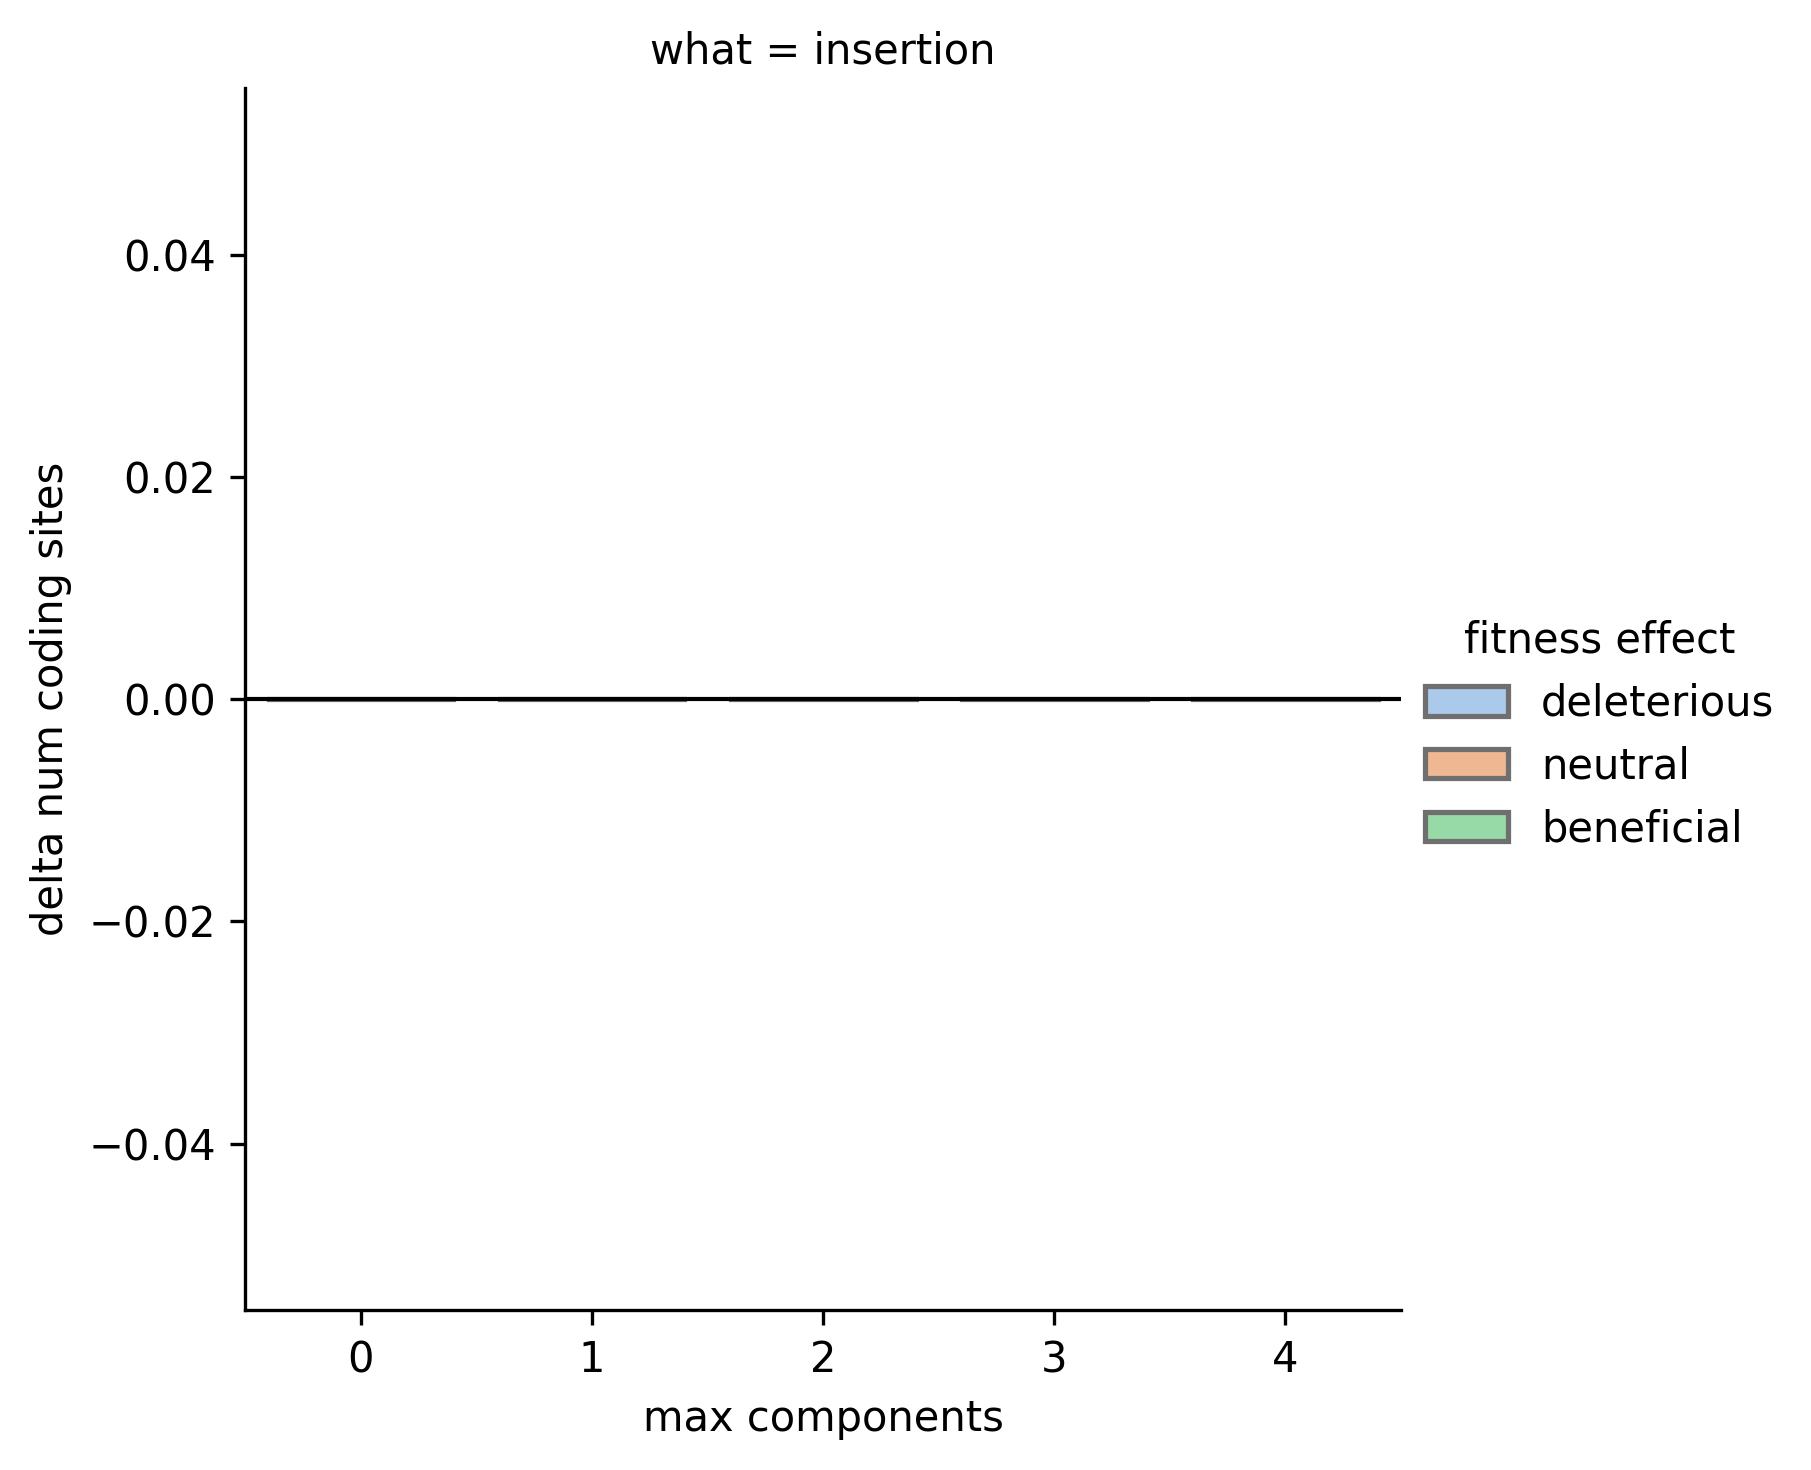 what = insertion
delta num coding sites
0.04
0.02
0.00
−0.02
−0.04
0 1 2 3 4
max components
fitness effect
deleterious
neutral
beneficial